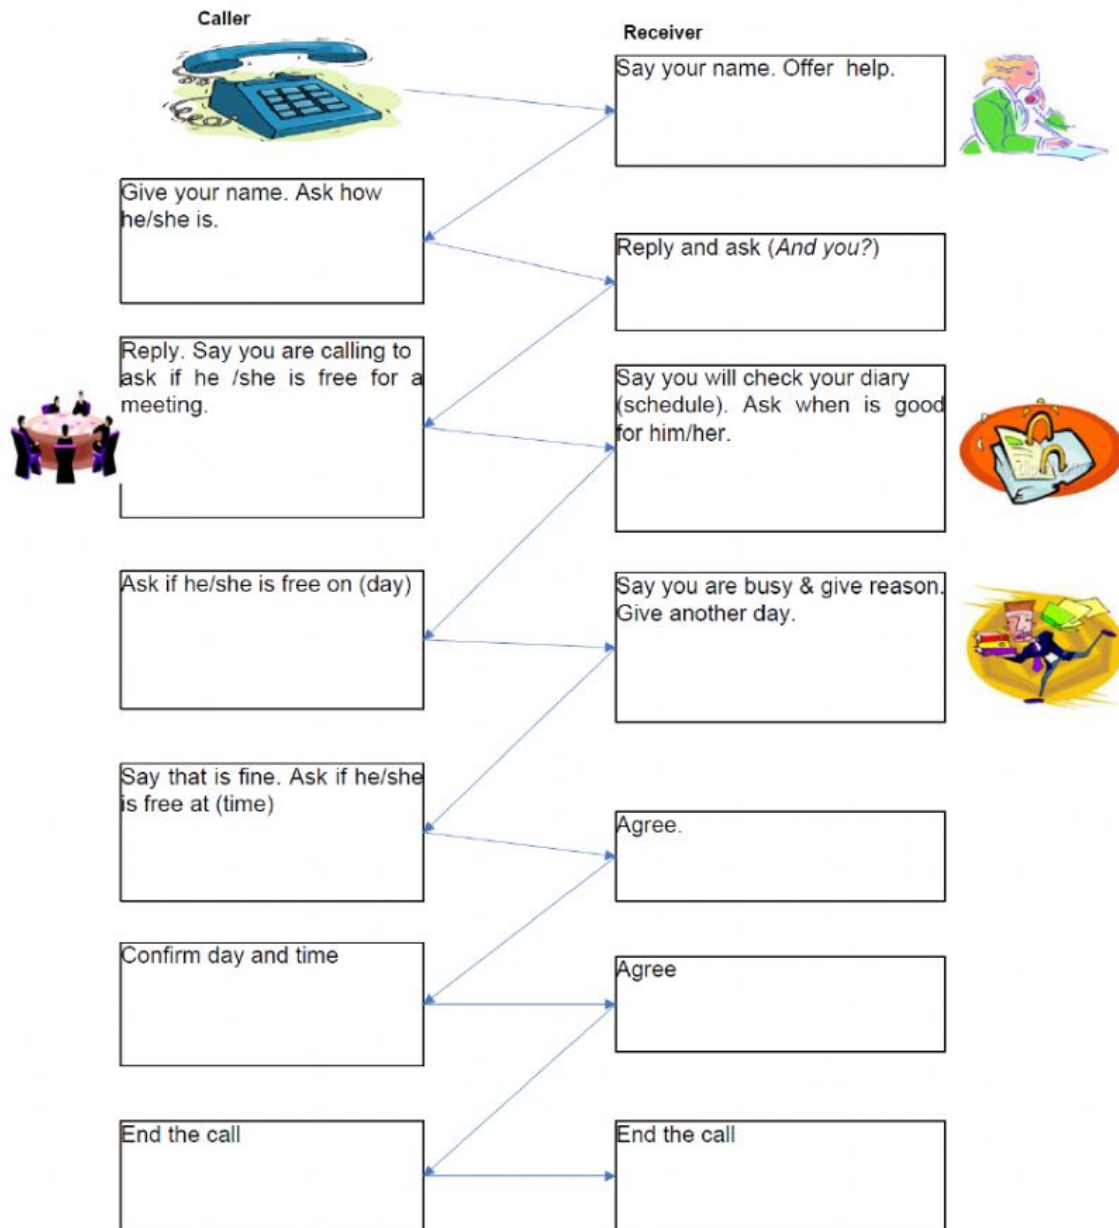 Caller
Receiver
Say your name. Offer help.
Give your name. Ask how
he/she is.
Reply and ask (And you?)
Reply. Say you are calling to
ask if he /she is free for a
meeting.
Say you will check your diary
(schedule). Ask when is good
for him/her.
Ask if he/she is free on (day)
Say you are busy & give reason.
Give another day.
Say that is fine. Ask if he/she
is free at (time)
Agree.
Confirm day and time
Agree
End the call
End the call